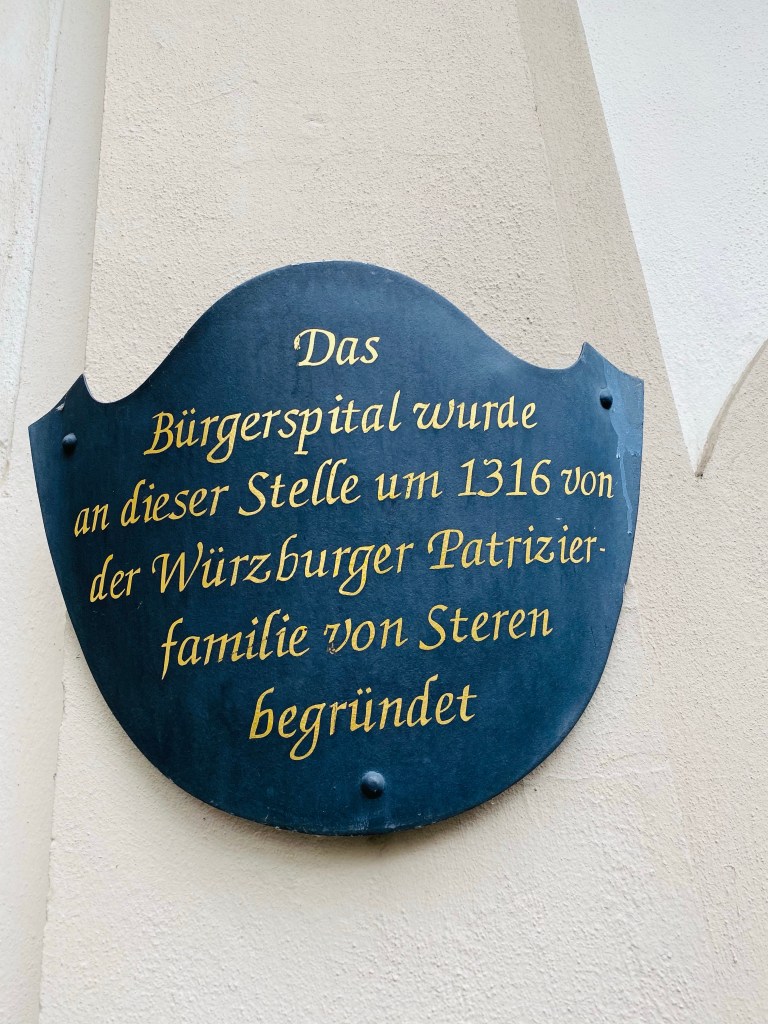 Das
Bürgerspital wurde
an dieser Stelle um 1316 von
der Würzburger Patrizier-
familie von Steren
begründet